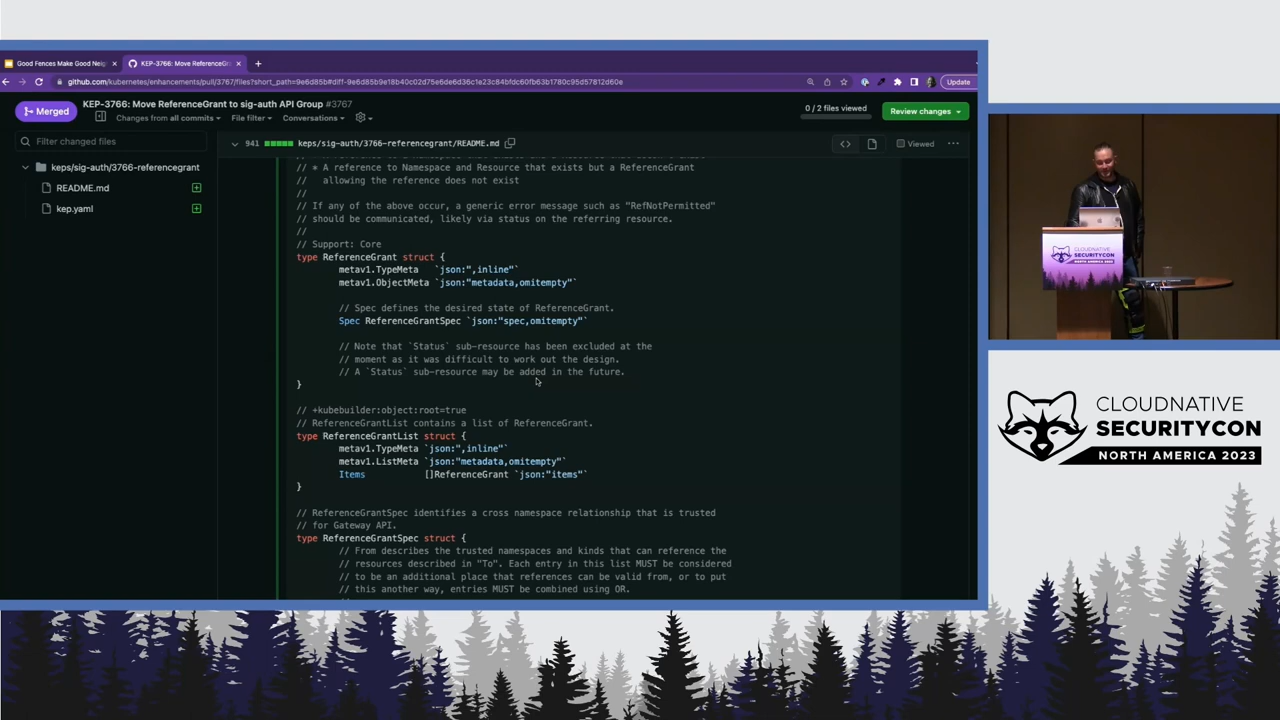 Good Fences Make Good Neig
KEP-3766: Move ReferenceGra
github.com/kubernetes/enhancements/pull/3767/files?short_path=9e6d85b#diff-9e6d85b9e18b40c02d75e6de6d36c1e23c84bfdc60fb63b1780c95d57812d60e
Update
Merged
KEP-3766: Move ReferenceGrant to sig-auth API Group #3767
Changes from all commits
File filter
Conversations
0 / 2 files viewed
Review changes
Filter changed files
keps/sig-auth/3766-referencegrant
README.md
kep.yaml
941
keps/sig-auth/3766-referencegrant/README.md
Viewed
// * A reference to Namespace and Resource that exists but a ReferenceGrant
// allowing the reference does not exist
//
// If any of the above occur, a generic error message such as "RefNotPermitted"
// should be communicated, likely via status on the referring resource.
//
// Support: Core
type ReferenceGrant struct {
metav1.TypeMeta `json:",inline"`
metav1.ObjectMeta `json:"metadata,omitempty"`
// Spec defines the desired state of ReferenceGrant.
Spec ReferenceGrantSpec `json:"spec,omitempty"`
// Note that `Status` sub-resource has been excluded at the
// moment as it was difficult to work out the design.
// A `Status` sub-resource may be added in the future.
}
// +kubebuilder:object:root=true
// ReferenceGrantList contains a list of ReferenceGrant.
type ReferenceGrantList struct {
metav1.TypeMeta `json:",inline"`
metav1.ListMeta `json:"metadata,omitempty"`
Items []ReferenceGrant `json:"items"`
}
// ReferenceGrantSpec identifies a cross namespace relationship that is trusted
// for Gateway API.
type ReferenceGrantSpec struct {
// From describes the trusted namespaces and kinds that can reference the
// resources described in "To". Each entry in this list MUST be considered
// to be an additional place that references can be valid from, or to put
// this another way, entries MUST be combined using OR.
CLOUDNATIVE
SECURITYCON
NORTH AMERICA 2023
CLOUDNATIVE
SECURITYCON
NORTH AMERICA 2023